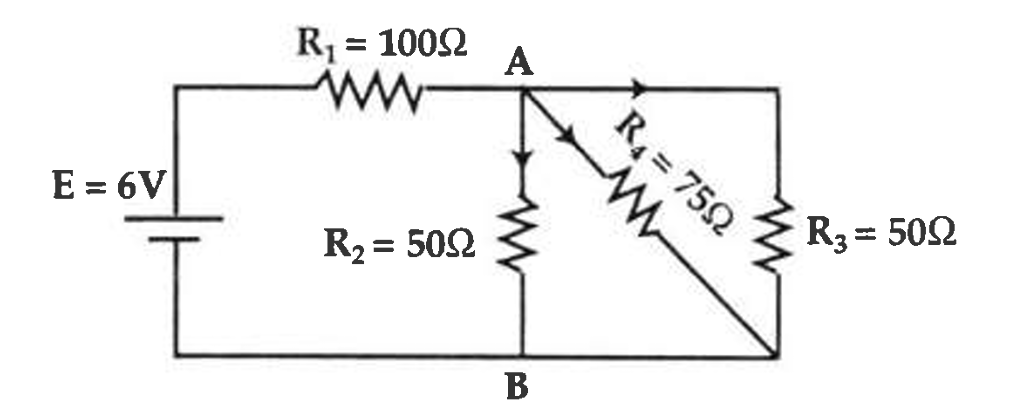 R₁ = 100Ω
A
E = 6V
R₄ = 75Ω
R₂ = 50Ω
R₃ = 50Ω
B